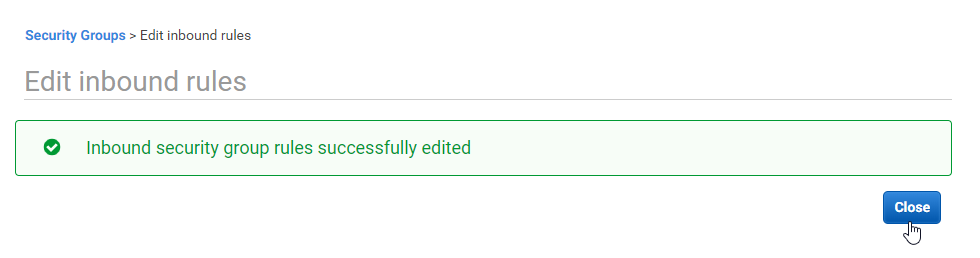 Security Groups > Edit inbound rules
Edit inbound rules
Inbound security group rules successfully edited
Close